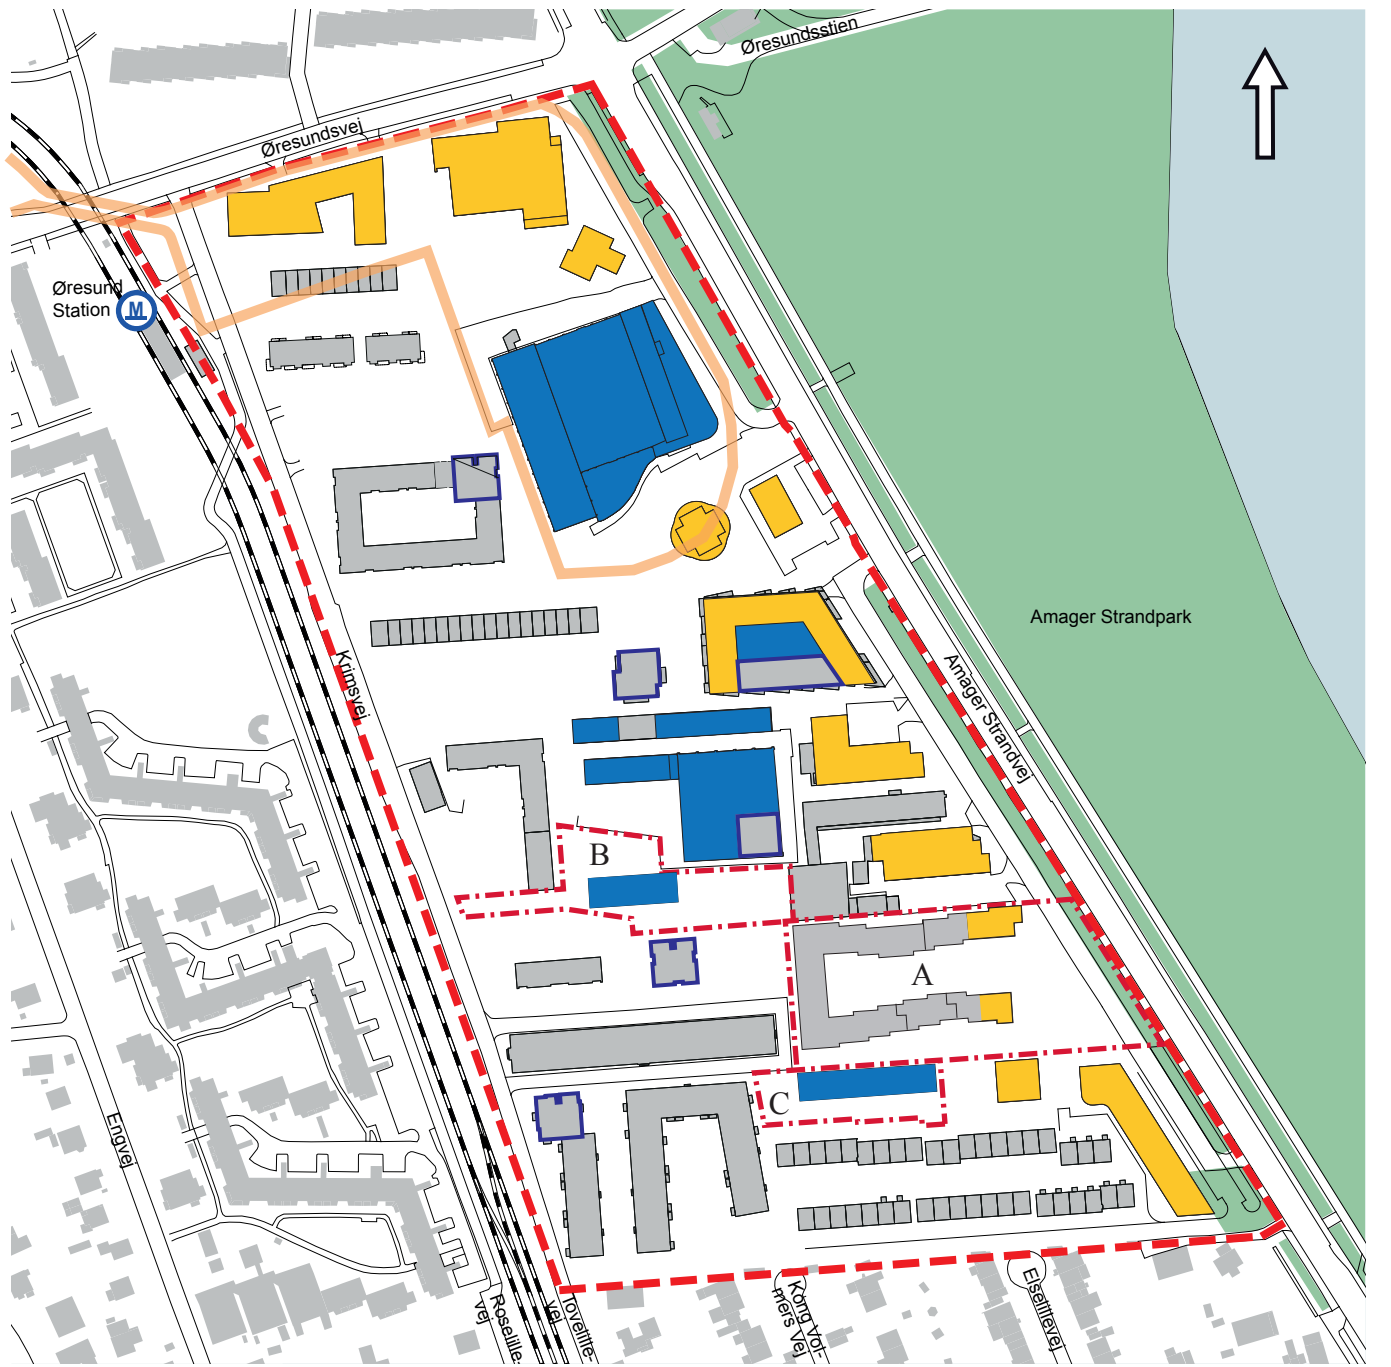 Øresundsstien
Øresundsvej
Øresund
Station
M
Amager Strandpark
Krimsvej
Amager Strandvej
B
A
C
Engvej
Roselille-
vej
Tovelille-
vej
Kong Vol-
mers Vej
Elselillevej